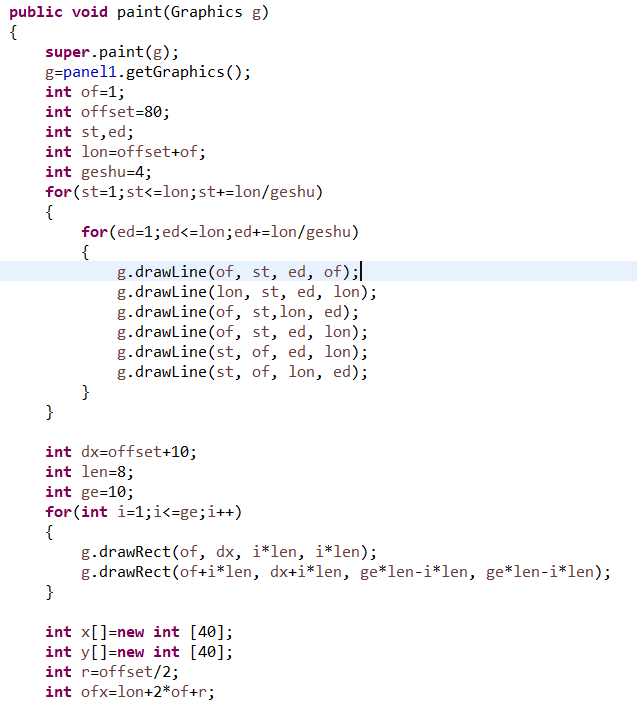 public void paint(Graphics g)
{
    super.paint(g);
    g=panel1.getGraphics();
    int of=1;
    int offset=80;
    int st,ed;
    int lon=offset+of;
    int geshu=4;
    for(st=1;st<=lon;st+=lon/geshu)
    {
        for(ed=1;ed<=lon;ed+=lon/geshu)
        {
            g.drawLine(of, st, ed, of);
            g.drawLine(lon, st, ed, lon);
            g.drawLine(of, st,lon, ed);
            g.drawLine(of, st, ed, lon);
            g.drawLine(st, of, ed, lon);
            g.drawLine(st, of, lon, ed);
        }
    }

    int dx=offset+10;
    int len=8;
    int ge=10;
    for(int i=1;i<=ge;i++)
    {
        g.drawRect(of, dx, i*len, i*len);
        g.drawRect(of+i*len, dx+i*len, ge*len-i*len, ge*len-i*len);
    }

    int x[]=new int [40];
    int y[]=new int [40];
    int r=offset/2;
    int ofx=lon+2*of+r;